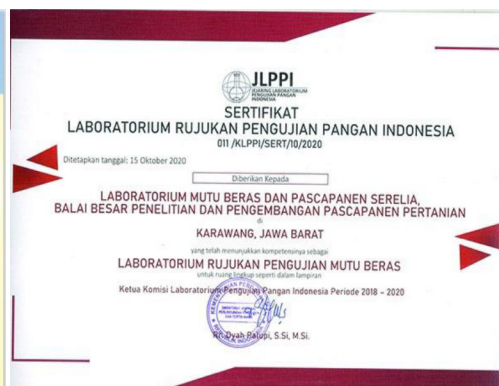 JLPPI
JEJARING LABORATORIUM
PENGUJIAN PANGAN
INDONESIA
SERTIFIKAT
LABORATORIUM RUJUKAN PENGUJIAN PANGAN INDONESIA
011 /KLPPI/SERT/10/2020
Ditetapkan tanggal: 15 Oktober 2020
Diberikan Kepada
LABORATORIUM MUTU BERAS DAN PASCAPANEN SERELIA,
BALAI BESAR PENELITIAN DAN PENGEMBANGAN PASCAPANEN PERTANIAN
di
KARAWANG, JAWA BARAT
yang telah menunjukkan kompetensinya sebagai
LABORATORIUM RUJUKAN PENGUJIAN MUTU BERAS
untuk ruang lingkup seperti dalam lampiran
Ketua Komisi Laboratorium Pengujian Pangan Indonesia Periode 2018 – 2020
Dyah Palupi, S.Si, M.Si.